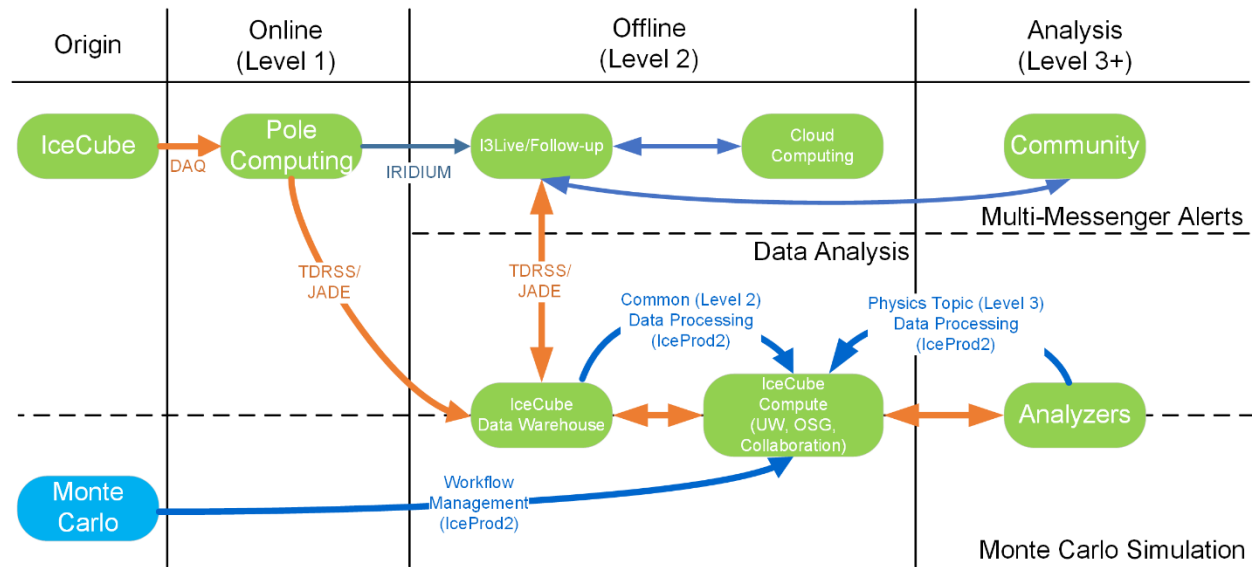 Origin
Online
(Level 1)
Offline
(Level 2)
Analysis
(Level 3+)
IceCube
DAQ
Pole
Computing
IRIDIUM
I3Live/Follow-up
Cloud
Computing
Community
Multi-Messenger Alerts
Data Analysis
TDRSS/
JADE
TDRSS/
JADE
Common (Level 2)
Data Processing
(IceProd2)
Physics Topic (Level 3)
Data Processing
(IceProd2)
IceCube
Data Warehouse
IceCube
Compute
(UW, OSG,
Collaboration)
Analyzers
Monte
Carlo
Workflow
Management
(IceProd2)
Monte Carlo Simulation